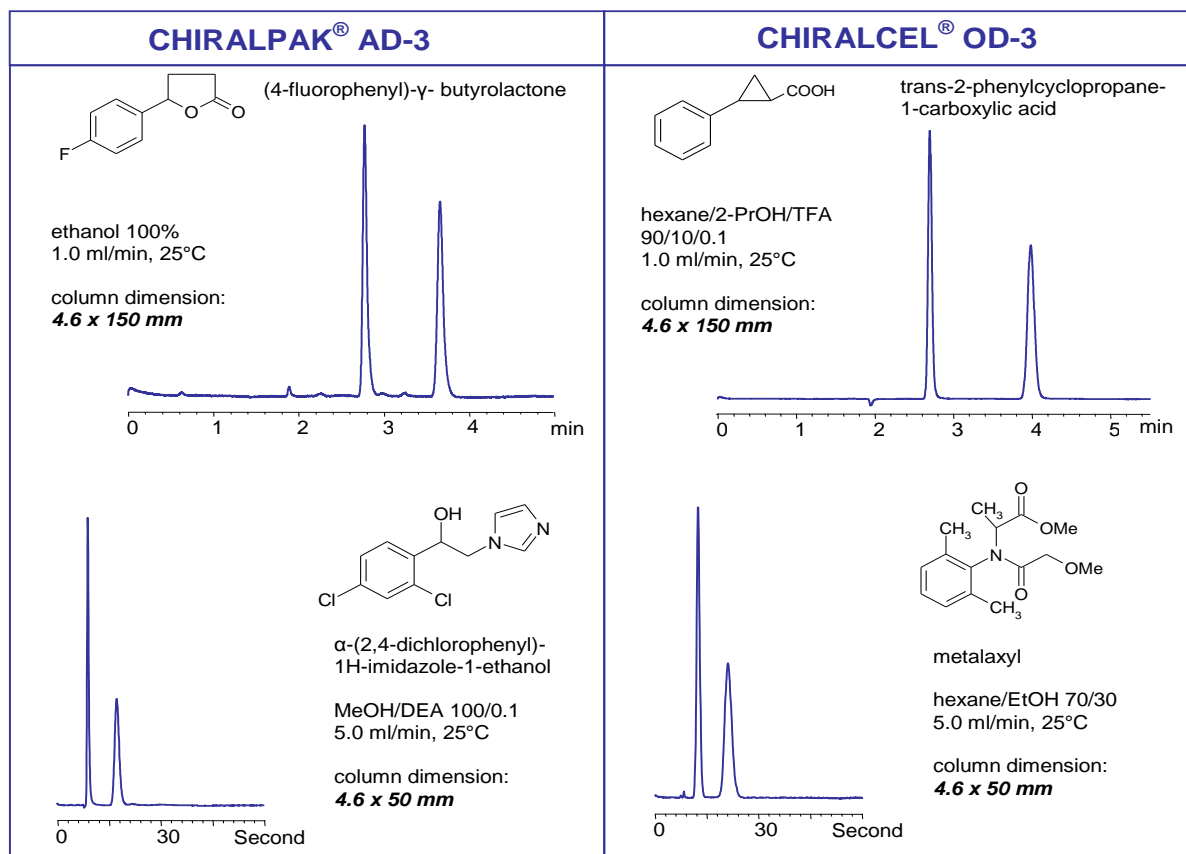 CHIRALPAK® AD-3
F
O
O
(4-fluorophenyl)-γ- butyrolactone
ethanol 100%
1.0 ml/min, 25°C
column dimension:
4.6 x 150 mm
0 1 2 3 4 min
OH
N
N
Cl
Cl
α-(2,4-dichlorophenyl)-
1H-imidazole-1-ethanol
MeOH/DEA 100/0.1
5.0 ml/min, 25°C
column dimension:
4.6 x 50 mm
0 30 Second
CHIRALCEL® OD-3
COOH
trans-2-phenylcyclopropane-
1-carboxylic acid
hexane/2-PrOH/TFA
90/10/0.1
1.0 ml/min, 25°C
column dimension:
4.6 x 150 mm
0 1 2 3 4 5 min
O
CH3
OMe
CH3
N
OMe
O
CH3
metalaxyl
hexane/EtOH 70/30
5.0 ml/min, 25°C
column dimension:
4.6 x 50 mm
0 30 Second